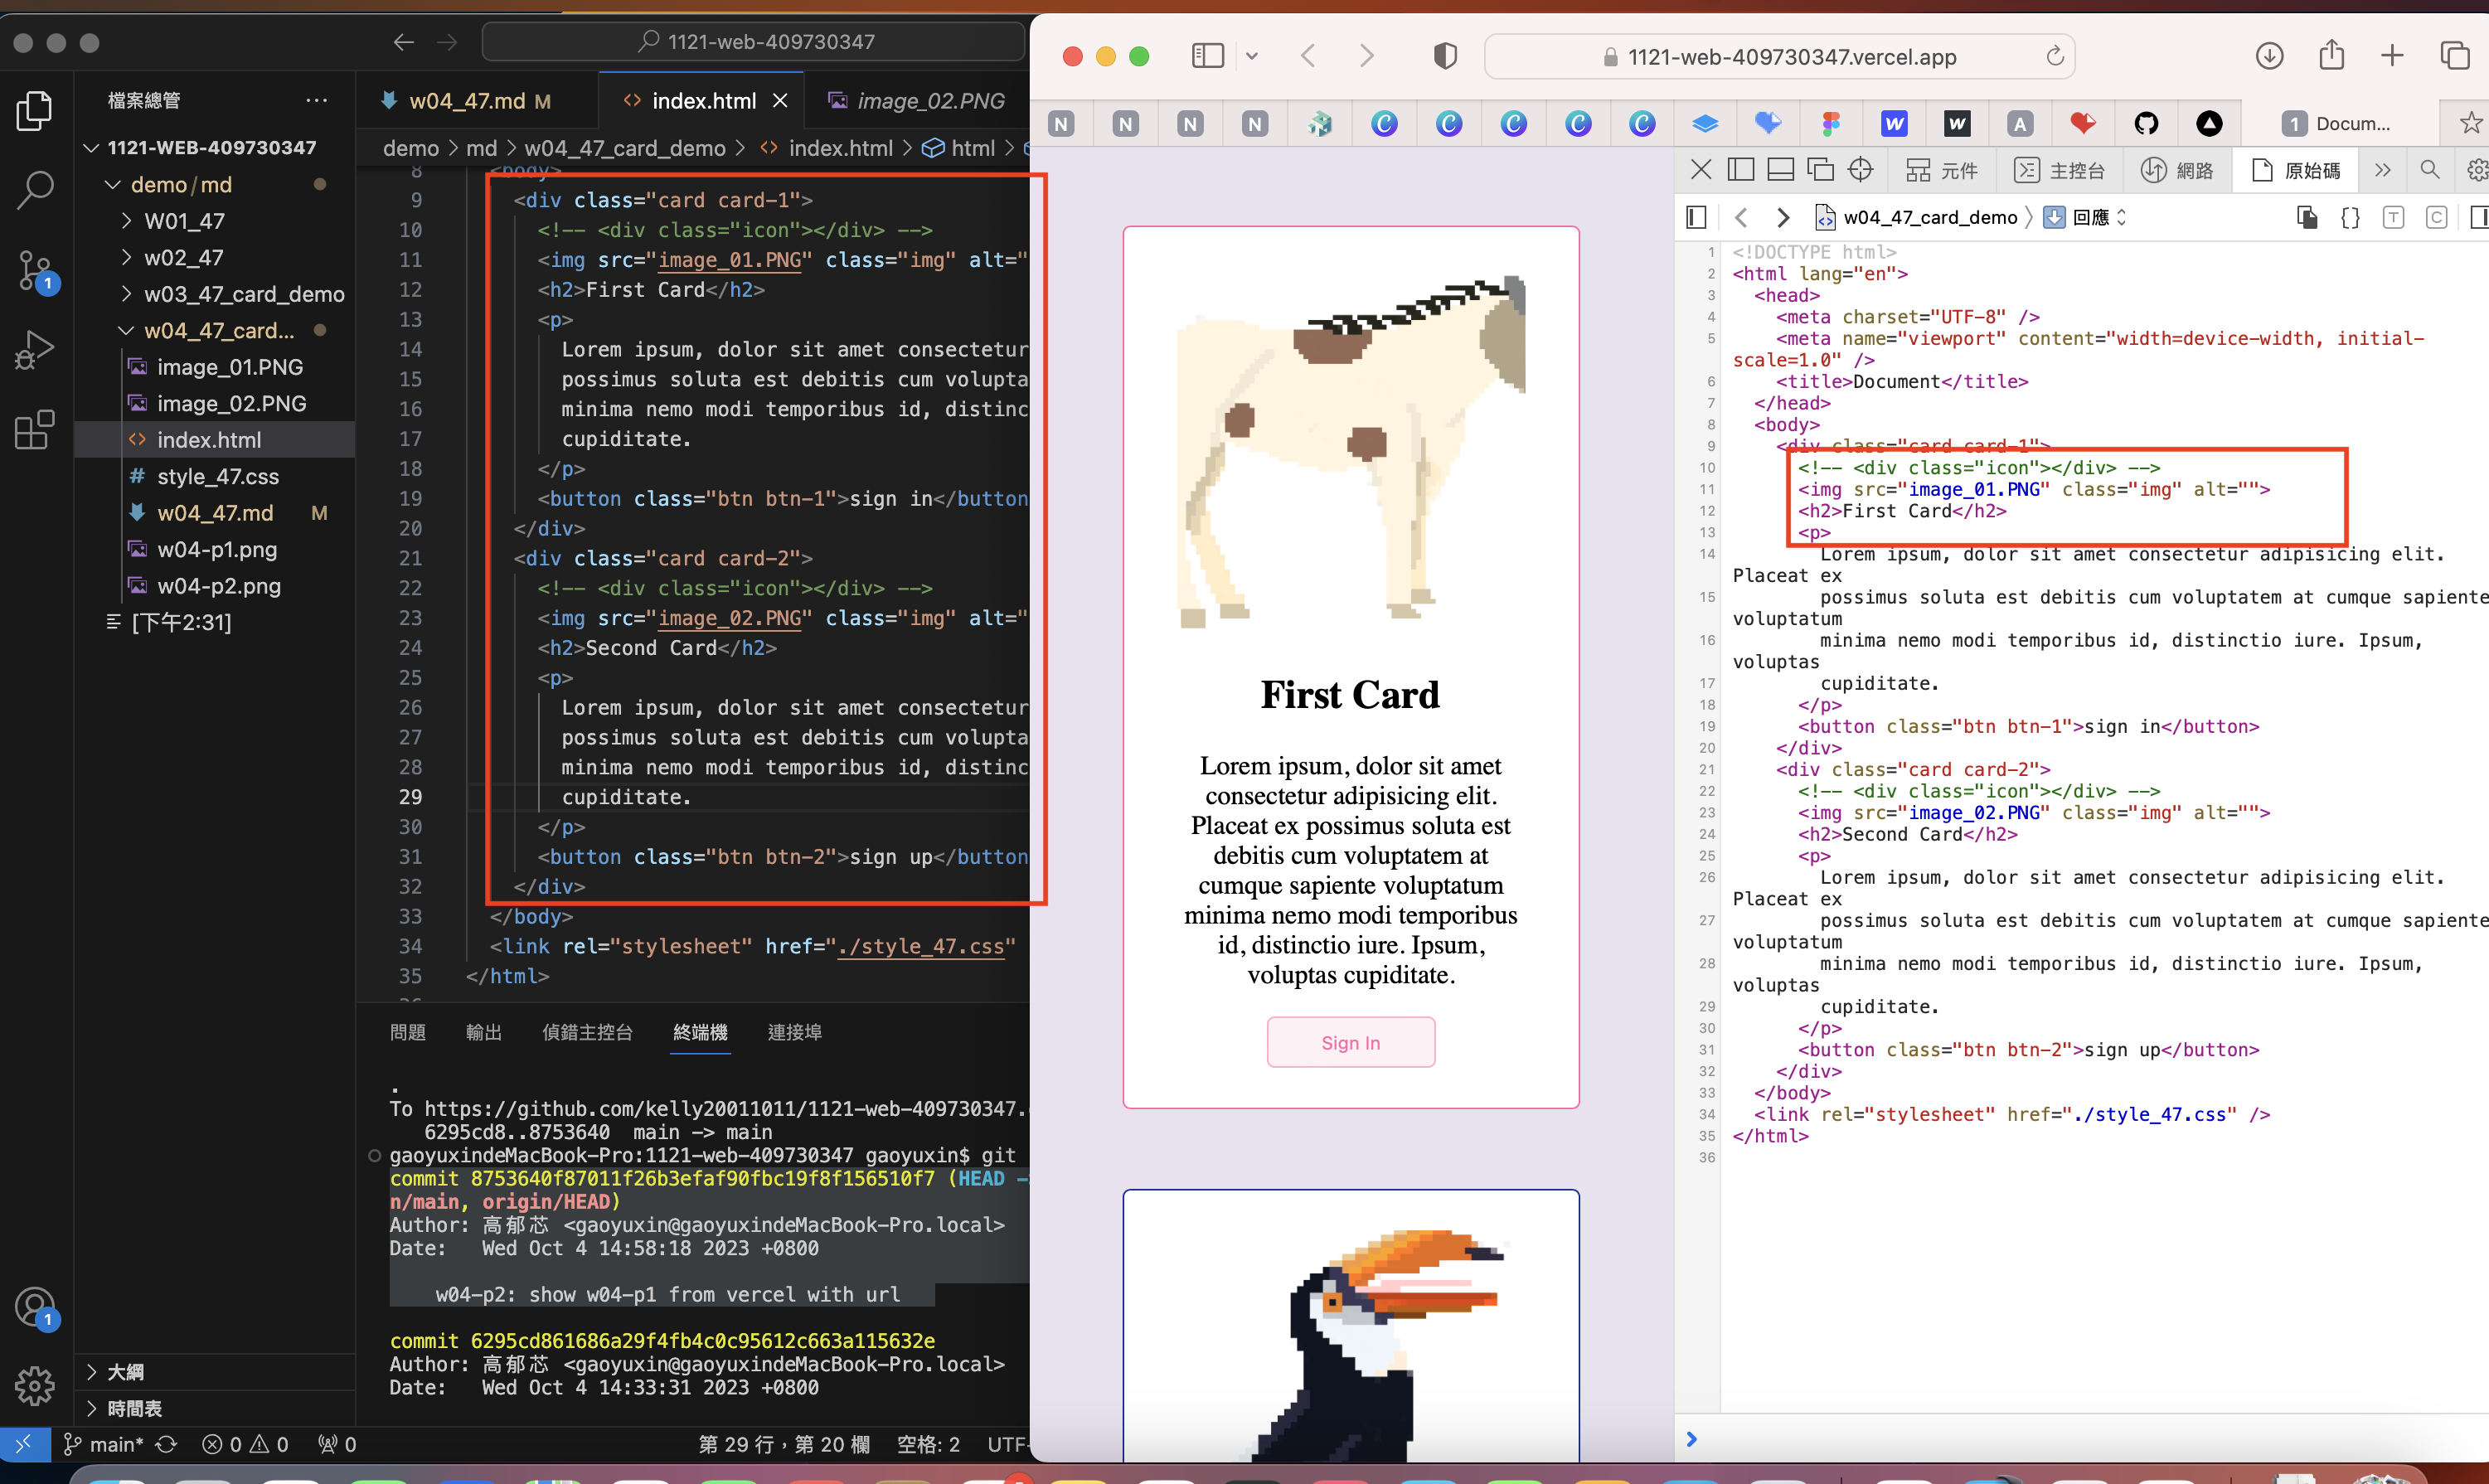 1121-web-409730347
檔案總管
1121-WEB-409730347
demo/md
W01_47
w02_47
w03_47_card_demo
w04_47_card...
image_01.PNG
image_02.PNG
index.html
style_47.css
w04_47.md M
w04-p1.png
w04-p2.png
[下午2:31]
大綱
時間表
w04_47.md M
index.html
image_02.PNG
demo > md > w04_47_card_demo > index.html > html >
8 <body>
9 <div class="card card-1">
10 <!-- <div class="icon"></div> -->
11 <img src="image_01.PNG" class="img" alt="
12 <h2>First Card</h2>
13 <p>
14 Lorem ipsum, dolor sit amet consectetur
15 possimus soluta est debitis cum volupta
16 minima nemo modi temporibus id, distinc
17 cupiditate.
18 </p>
19 <button class="btn btn-1">sign in</button
20 </div>
21 <div class="card card-2">
22 <!-- <div class="icon"></div> -->
23 <img src="image_02.PNG" class="img" alt="
24 <h2>Second Card</h2>
25 <p>
26 Lorem ipsum, dolor sit amet consectetur
27 possimus soluta est debitis cum volupta
28 minima nemo modi temporibus id, distinc
29 cupiditate.
30 </p>
31 <button class="btn btn-2">sign up</button
32 </div>
33 </body>
34 <link rel="stylesheet" href="./style_47.css"
35 </html>
問題 輸出 偵錯主控台 終端機 連接埠
.
To https://github.com/kelly20011011/1121-web-409730347.
6295cd8..8753640 main -> main
gaoyuxindeMacBook-Pro:1121-web-409730347 gaoyuxin$ git
commit 8753640f87011f26b3efaf90fbc19f8f156510f7 (HEAD -
n/main, origin/HEAD)
Author: 高郁芯 <gaoyuxin@gaoyuxindeMacBook-Pro.local>
Date: Wed Oct 4 14:58:18 2023 +0800
w04-p2: show w04-p1 from vercel with url
commit 6295cd861686a29f4fb4c0c95612c663a115632e
Author: 高郁芯 <gaoyuxin@gaoyuxindeMacBook-Pro.local>
Date: Wed Oct 4 14:33:31 2023 +0800
main* 0 0 0
第 29 行，第 20 欄 空格: 2 UTF-
1 1
1121-web-409730347.vercel.app
N N N N C C C C C W W A 1 Docum...
First Card
Lorem ipsum, dolor sit amet
consectetur adipisicing elit.
Placeat ex possimus soluta est
debitis cum voluptatem at
cumque sapiente voluptatum
minima nemo modi temporibus
id, distinctio iure. Ipsum,
voluptas cupiditate.
Sign In
元件 主控台 網路 原始碼
w04_47_card_demo 回應 {} T C
1 <!DOCTYPE html>
2 <html lang="en">
3 <head>
4 <meta charset="UTF-8" />
5 <meta name="viewport" content="width=device-width, initial-
scale=1.0" />
6 <title>Document</title>
7 </head>
8 <body>
9 <div class="card card-1">
10 <!-- <div class="icon"></div> -->
11 <img src="image_01.PNG" class="img" alt="">
12 <h2>First Card</h2>
13 <p>
14 Lorem ipsum, dolor sit amet consectetur adipisicing elit.
Placeat ex
15 possimus soluta est debitis cum voluptatem at cumque sapiente
voluptatum
16 minima nemo modi temporibus id, distinctio iure. Ipsum,
voluptas
17 cupiditate.
18 </p>
19 <button class="btn btn-1">sign in</button>
20 </div>
21 <div class="card card-2">
22 <!-- <div class="icon"></div> -->
23 <img src="image_02.PNG" class="img" alt="">
24 <h2>Second Card</h2>
25 <p>
26 Lorem ipsum, dolor sit amet consectetur adipisicing elit.
Placeat ex
27 possimus soluta est debitis cum voluptatem at cumque sapiente
voluptatum
28 minima nemo modi temporibus id, distinctio iure. Ipsum,
voluptas
29 cupiditate.
30 </p>
31 <button class="btn btn-2">sign up</button>
32 </div>
33 </body>
34 <link rel="stylesheet" href="./style_47.css" />
35 </html>
36